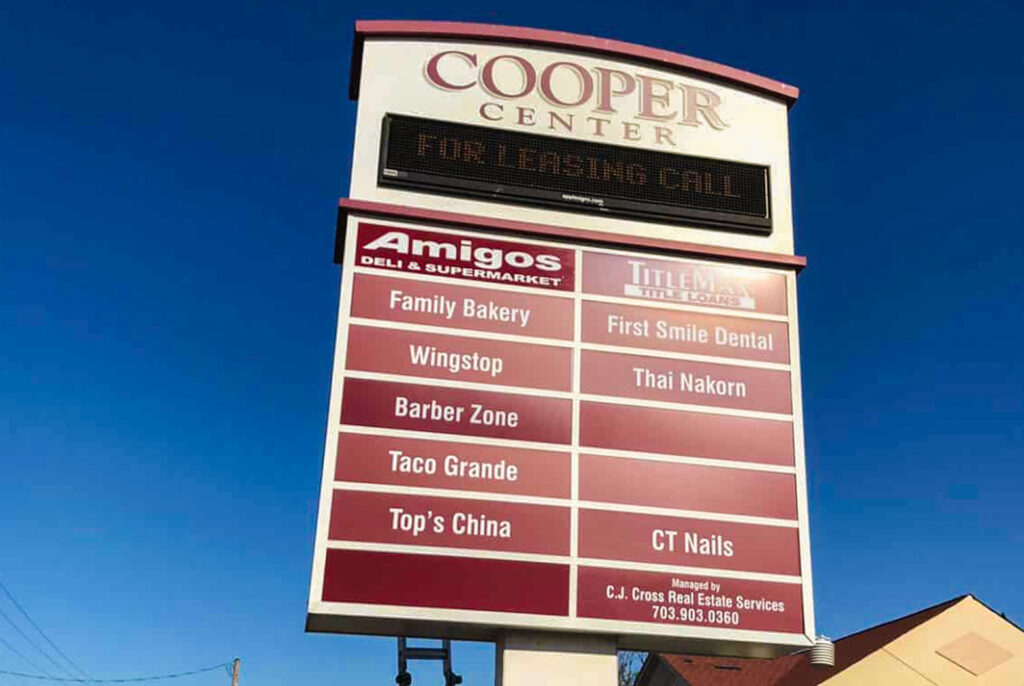 COOPER
CENTER
FOR LEASING CALL
Amigos
DELI & SUPERMARKET
Family Bakery
Wingstop
Barber Zone
Taco Grande
Top's China
TITLEMAX
TITLE LOANS
First Smile Dental
Thai Nakorn
CT Nails
Managed by
C.J. Cross Real Estate Services
703.903.0360